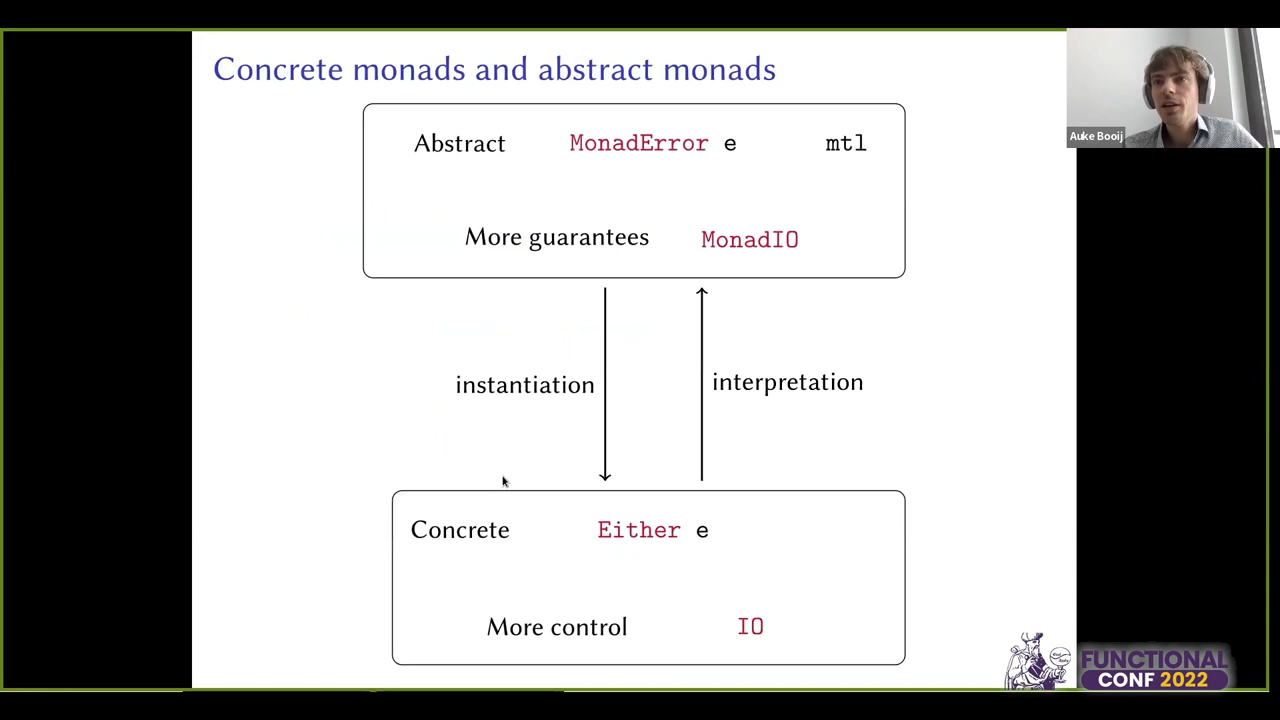 Concrete monads and abstract monads
Abstract MonadError e mtl
More guarantees MonadIO
instantiation interpretation
Concrete Either e
More control IO
Auke Booij
FUNCTIONAL
CONF 2022